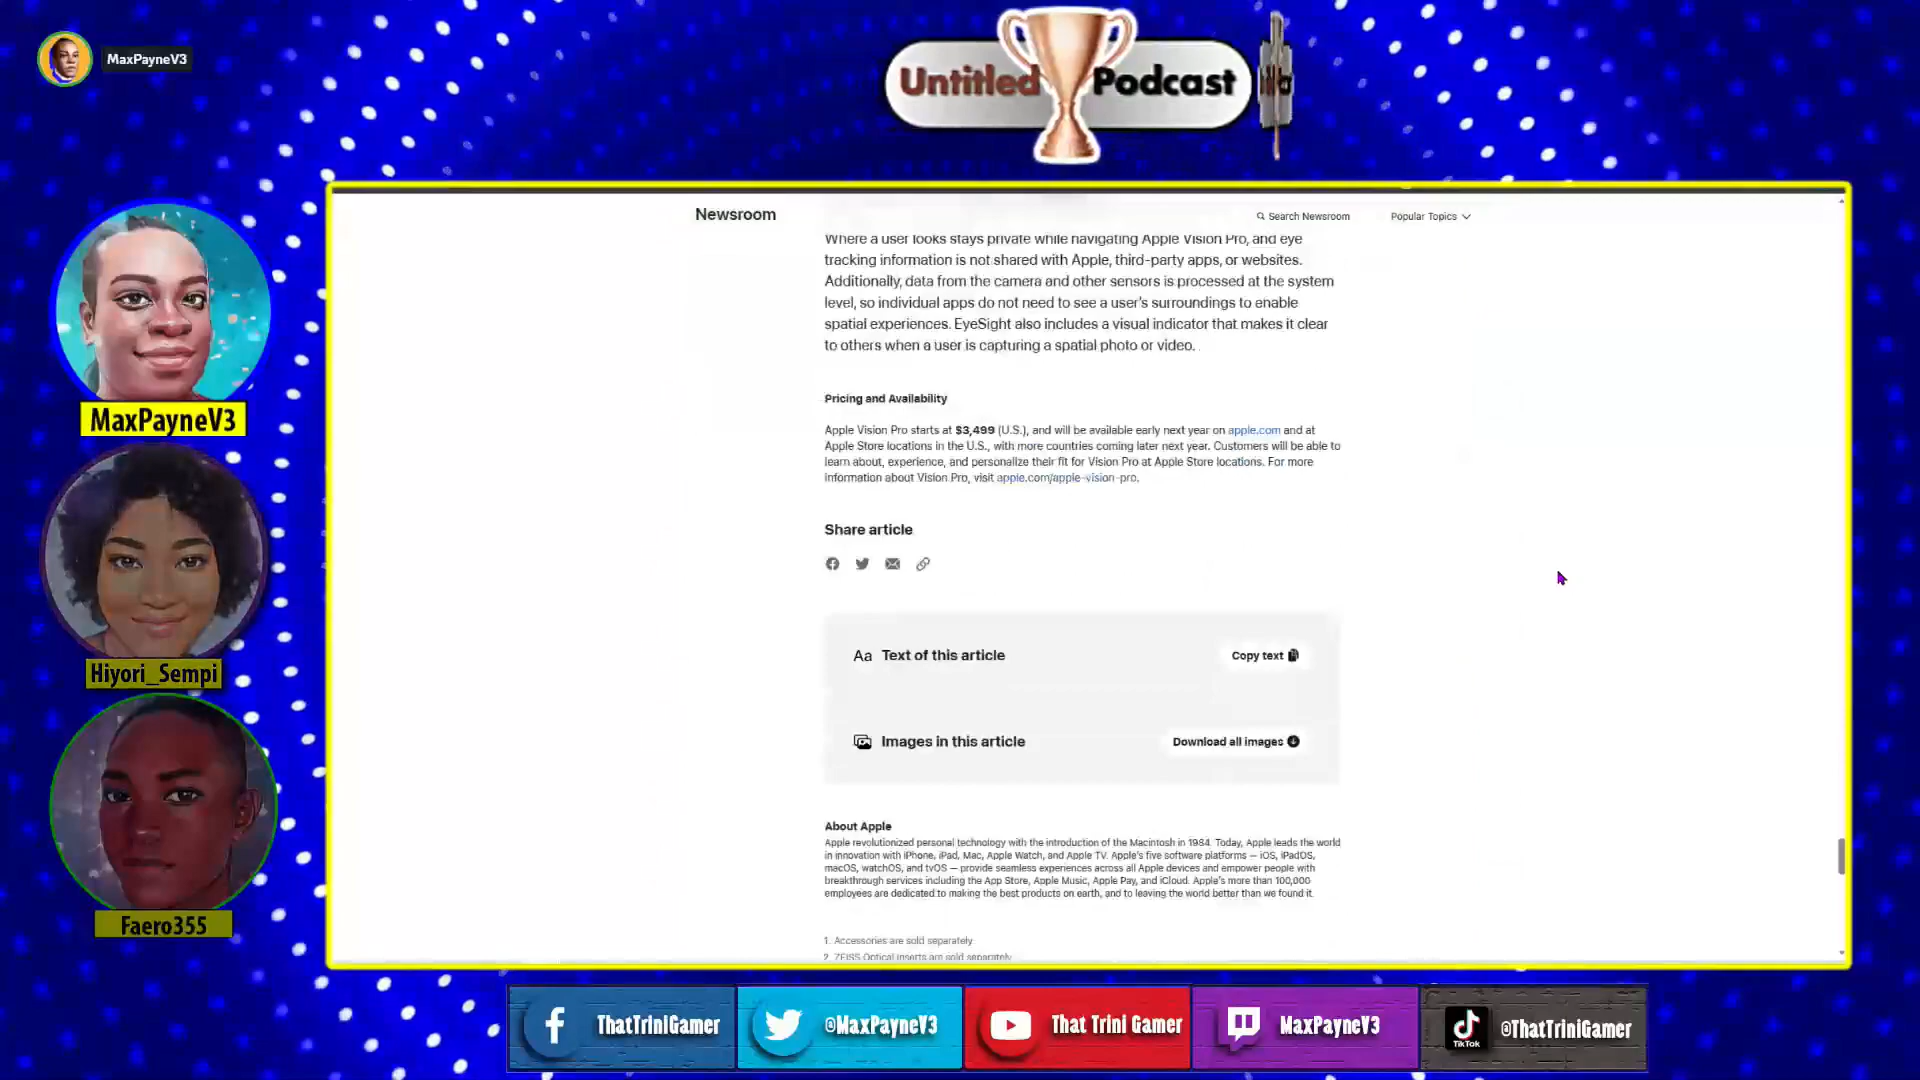 MaxPayneV3
Untitled Podcast
Newsroom
Search Newsroom
Popular Topics
Where a user looks stays private while navigating Apple Vision Pro, and eye
tracking information is not shared with Apple, third-party apps, or websites.
Additionally, data from the camera and other sensors is processed at the system
level, so individual apps do not need to see a user's surroundings to enable
spatial experiences. EyeSight also includes a visual indicator that makes it clear
to others when a user is capturing a spatial photo or video.
MaxPayneV3
Pricing and Availability
Apple Vision Pro starts at $3,499 (U.S.), and will be available early next year on apple.com and at
Apple Store locations in the U.S., with more countries coming later next year. Customers will be able to
learn about, experience, and personalize their fit for Vision Pro at Apple Store locations. For more
information about Vision Pro, visit apple.com/apple-vision-pro.
Share article
Aa Text of this article
Copy text
Hiyori_Sempi
Images in this article
Download all images
About Apple
Apple revolutionized personal technology with the introduction of the Macintosh in 1984. Today, Apple leads the world
in innovation with iPhone, iPad, Mac, Apple Watch, and Apple TV. Apple's five software platforms — iOS, iPadOS,
macOS, watchOS, and tvOS — provide seamless experiences across all Apple devices and empower people with
breakthrough services including the App Store, Apple Music, Apple Pay, and iCloud. Apple's more than 100,000
employees are dedicated to making the best products on earth, and to leaving the world better than we found it.
Faero355
1. Accessories are sold separately.
2. ZEISS Optical inserts are sold separately.
ThatTriniGamer
@MaxPayneV3
That Trini Gamer
MaxPayneV3
TikTok
@ThatTriniGamer